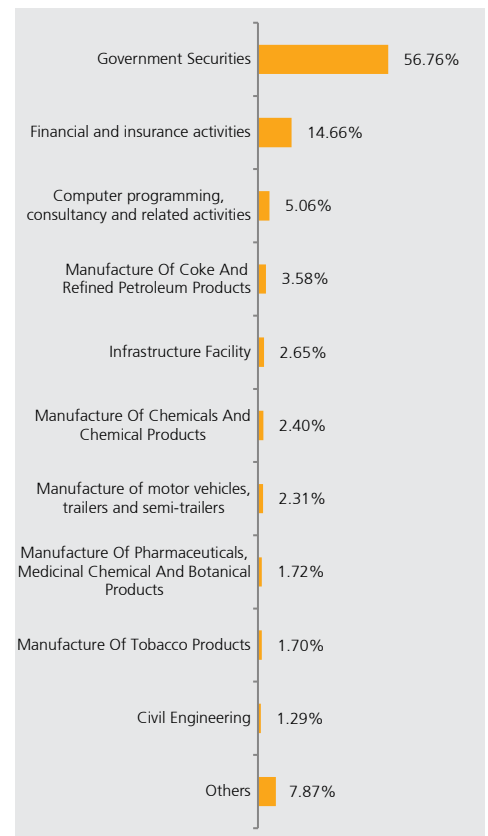 Government Securities 56.76%
Financial and insurance activities 14.66%
Computer programming,
consultancy and related activities 5.06%
Manufacture Of Coke And
Refined Petroleum Products 3.58%
Infrastructure Facility 2.65%
Manufacture Of Chemicals And
Chemical Products 2.40%
Manufacture of motor vehicles,
trailers and semi-trailers 2.31%
Manufacture Of Pharmaceuticals,
Medicinal Chemical And Botanical
Products 1.72%
Manufacture Of Tobacco Products 1.70%
Civil Engineering 1.29%
Others 7.87%